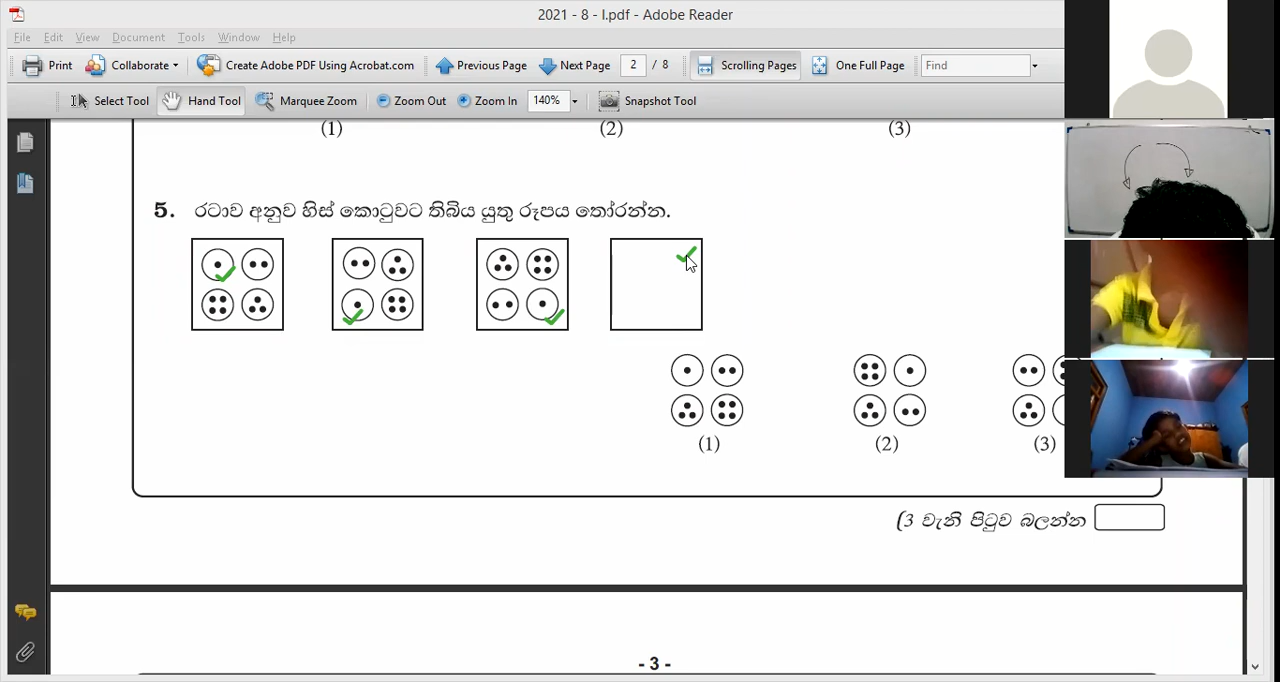 2021 - 8 - I.pdf - Adobe Reader
File Edit View Document Tools Window Help
Print Collaborate Create Adobe PDF Using Acrobat.com Previous Page Next Page 2 / 8 Scrolling Pages One Full Page Find
Select Tool Hand Tool Marquee Zoom Zoom Out Zoom In 140% Snapshot Tool
(1) (2) (3)
5. රටාව අනුව හිස් කොටුවට තිබිය යුතු රූපය තෝරන්න.
(1) (2) (3)
(3 වැනි පිටුව බලන්න
- 3 -